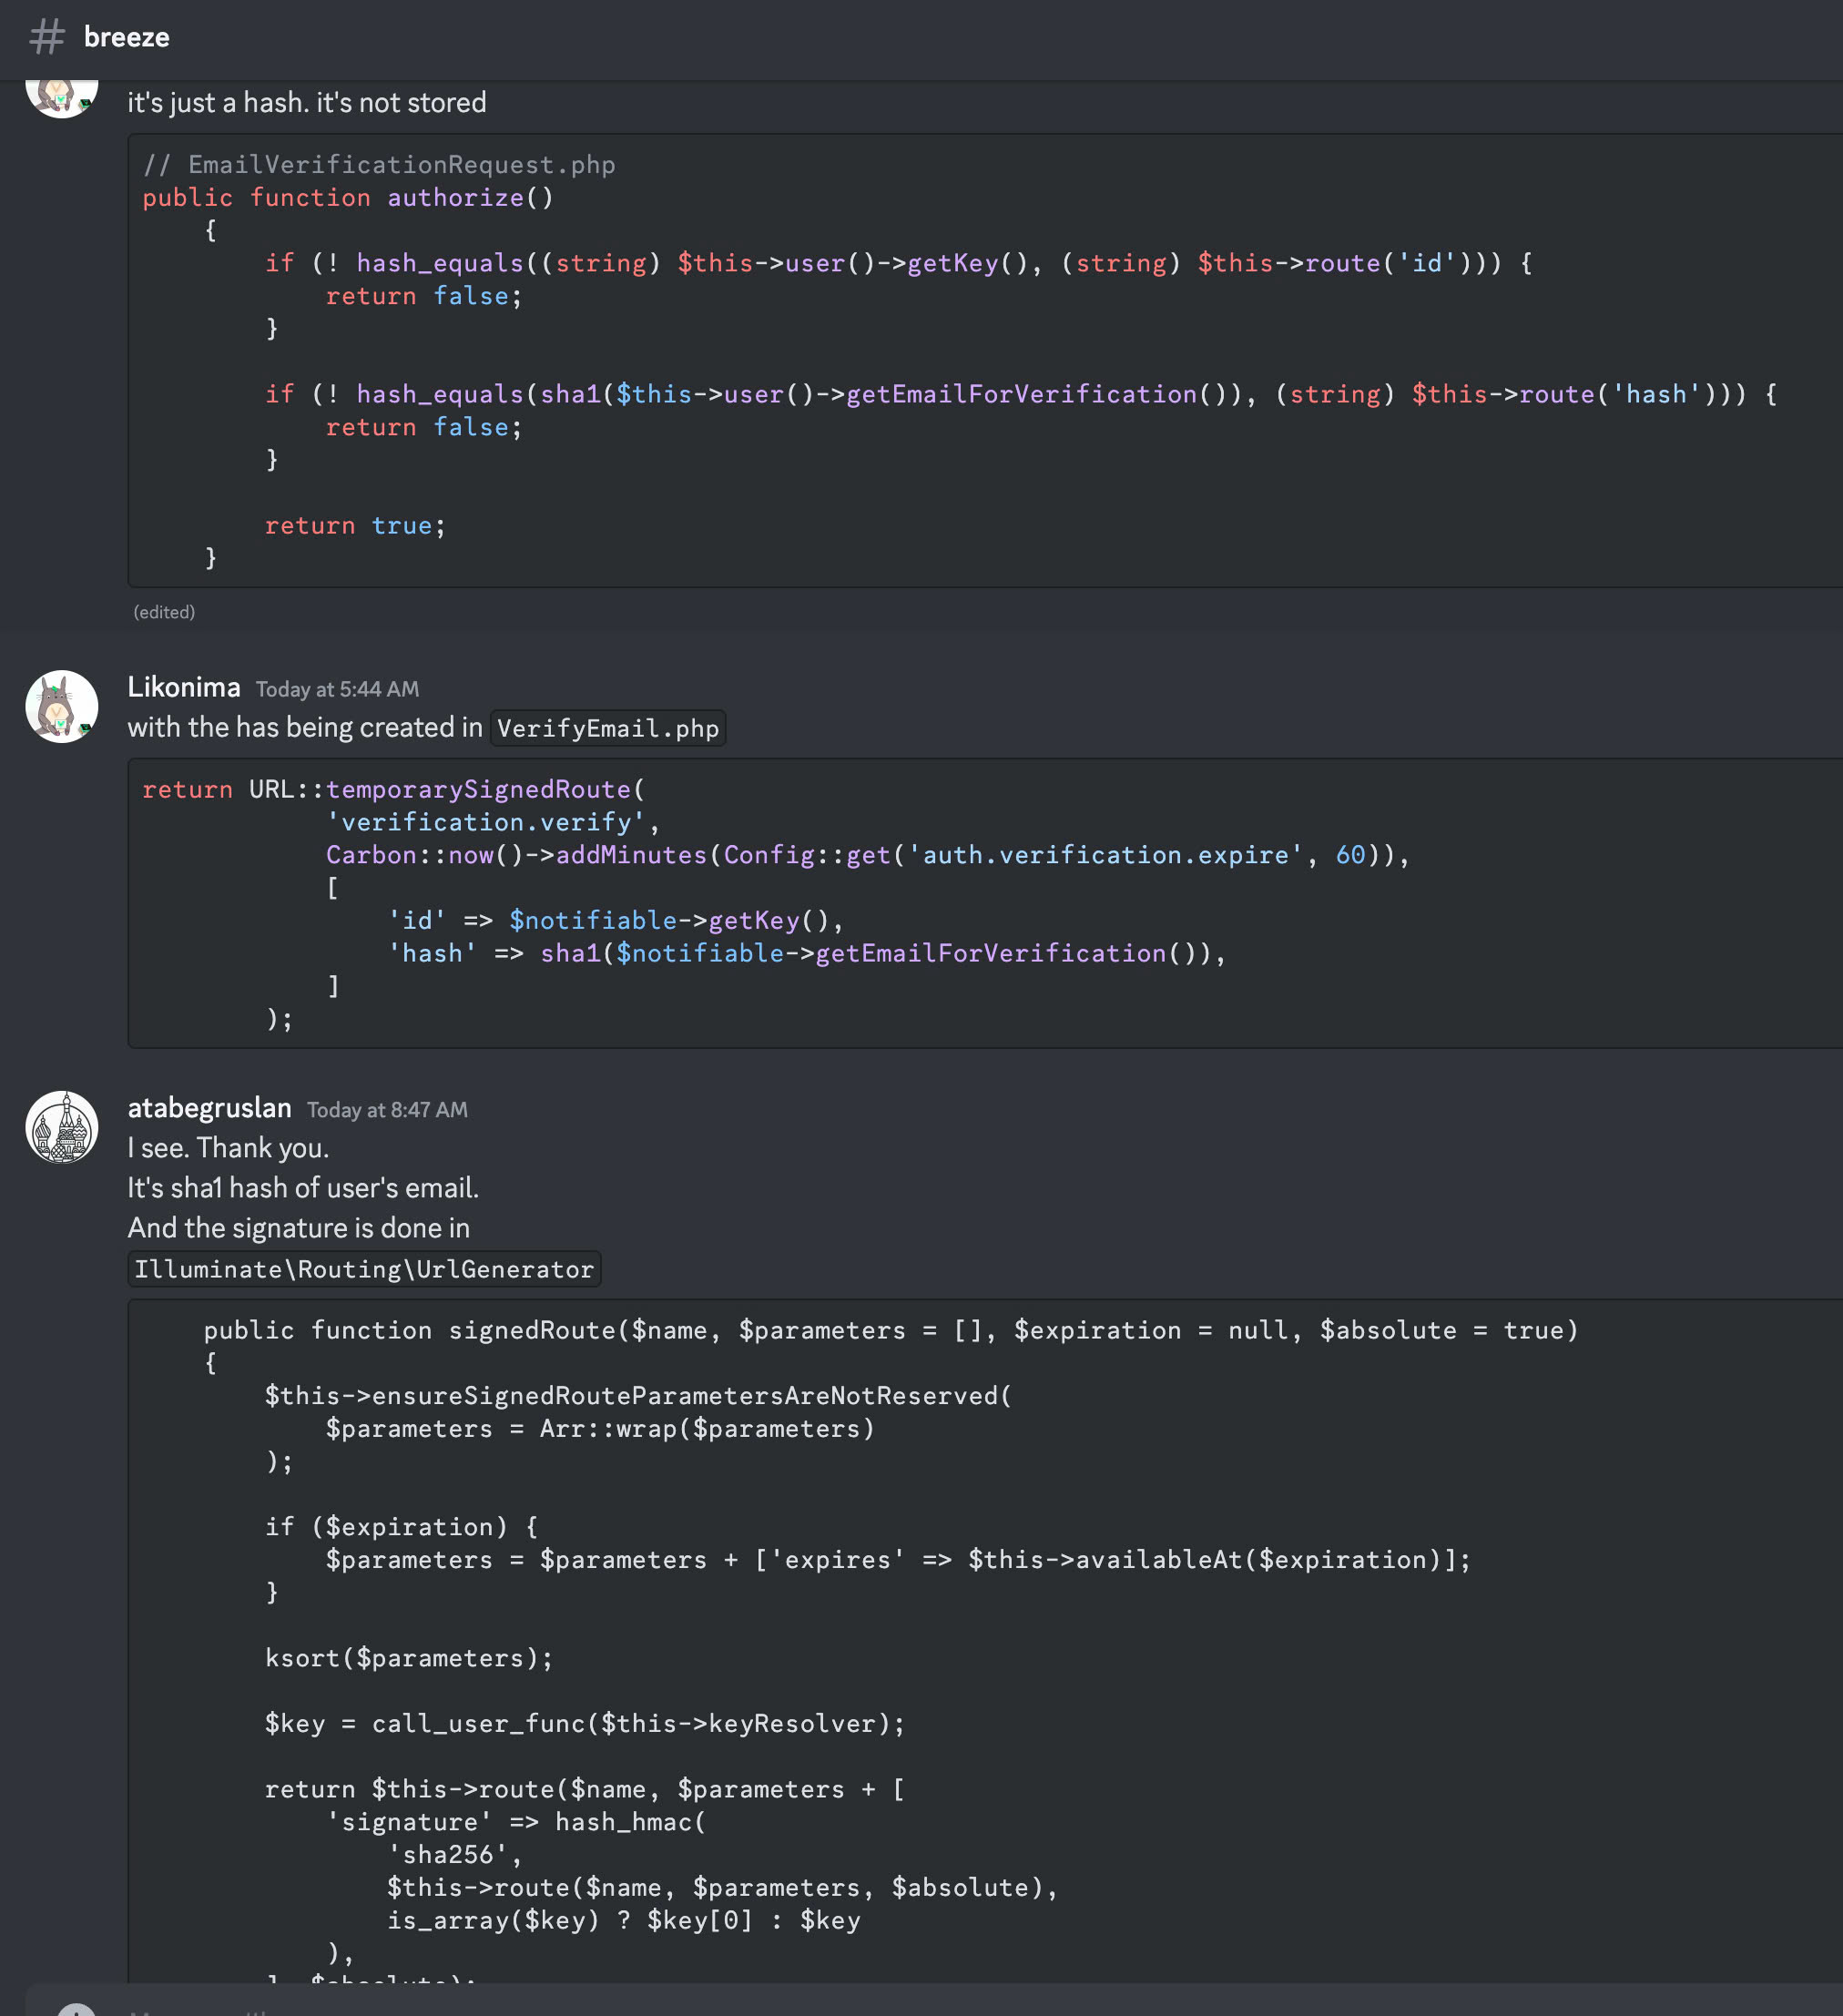 # breeze
it's just a hash. it's not stored
// EmailVerificationRequest.php
public function authorize()
    {
        if (! hash_equals((string) $this->user()->getKey(), (string) $this->route('id'))) {
            return false;
        }

        if (! hash_equals(sha1($this->user()->getEmailForVerification()), (string) $this->route('hash'))) {
            return false;
        }

        return true;
    }
(edited)
Likonima Today at 5:44 AM
with the has being created in VerifyEmail.php
return URL::temporarySignedRoute(
            'verification.verify',
            Carbon::now()->addMinutes(Config::get('auth.verification.expire', 60)),
            [
                'id' => $notifiable->getKey(),
                'hash' => sha1($notifiable->getEmailForVerification()),
            ]
        );
atabegruslan Today at 8:47 AM
I see. Thank you.
It's sha1 hash of user's email.
And the signature is done in
Illuminate\Routing\UrlGenerator
    public function signedRoute($name, $parameters = [], $expiration = null, $absolute = true)
    {
        $this->ensureSignedRouteParametersAreNotReserved(
            $parameters = Arr::wrap($parameters)
        );

        if ($expiration) {
            $parameters = $parameters + ['expires' => $this->availableAt($expiration)];
        }

        ksort($parameters);

        $key = call_user_func($this->keyResolver);

        return $this->route($name, $parameters + [
            'signature' => hash_hmac(
                'sha256',
                $this->route($name, $parameters, $absolute),
                is_array($key) ? $key[0] : $key
            ),
        ], $absolute);